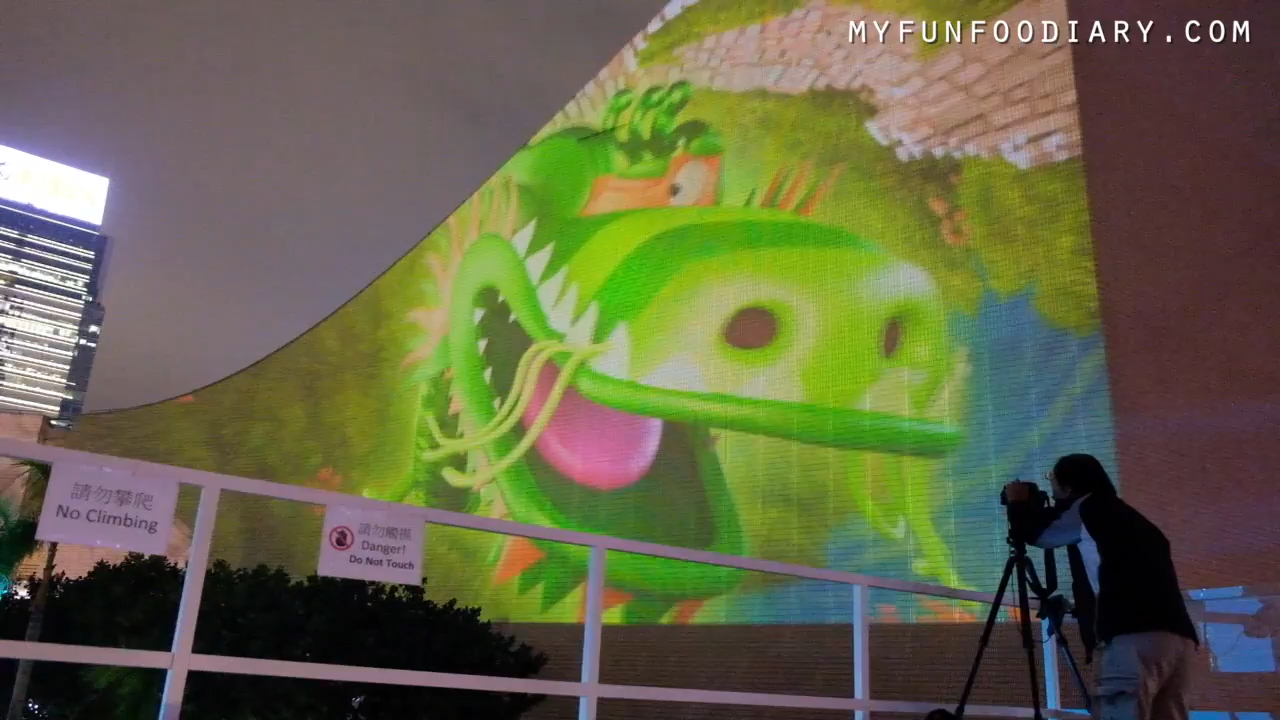 MYFUNFOODIARY.COM
請勿攀爬
No Climbing
請勿觸摸
Danger!
Do Not Touch